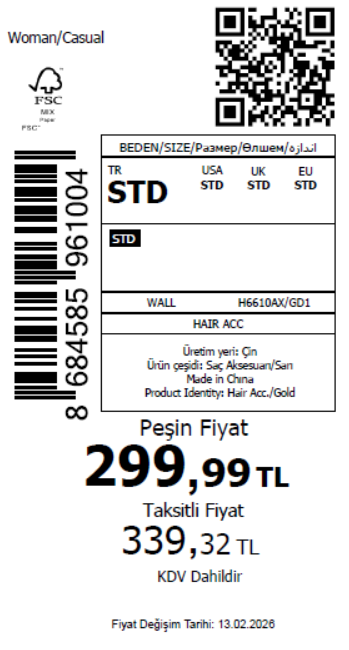 Woman/Casual
FSC
MIX
Paper
FSC™
BEDEN/SIZE/Размер/Өлшем/اندازه
TR USA UK EU
STD STD STD STD
STD
WALL H6610AX/GD1
HAIR ACC
Üretim yeri: Çin
Ürün çeşidi: Saç Aksesuarı/Sarı
Made in China
Product Identity: Hair Acc./Gold
8 684585 961004
Peşin Fiyat
299,99 TL
Taksitli Fiyat
339,32 TL
KDV Dahildir
Fiyat Değişim Tarihi: 13.02.2026